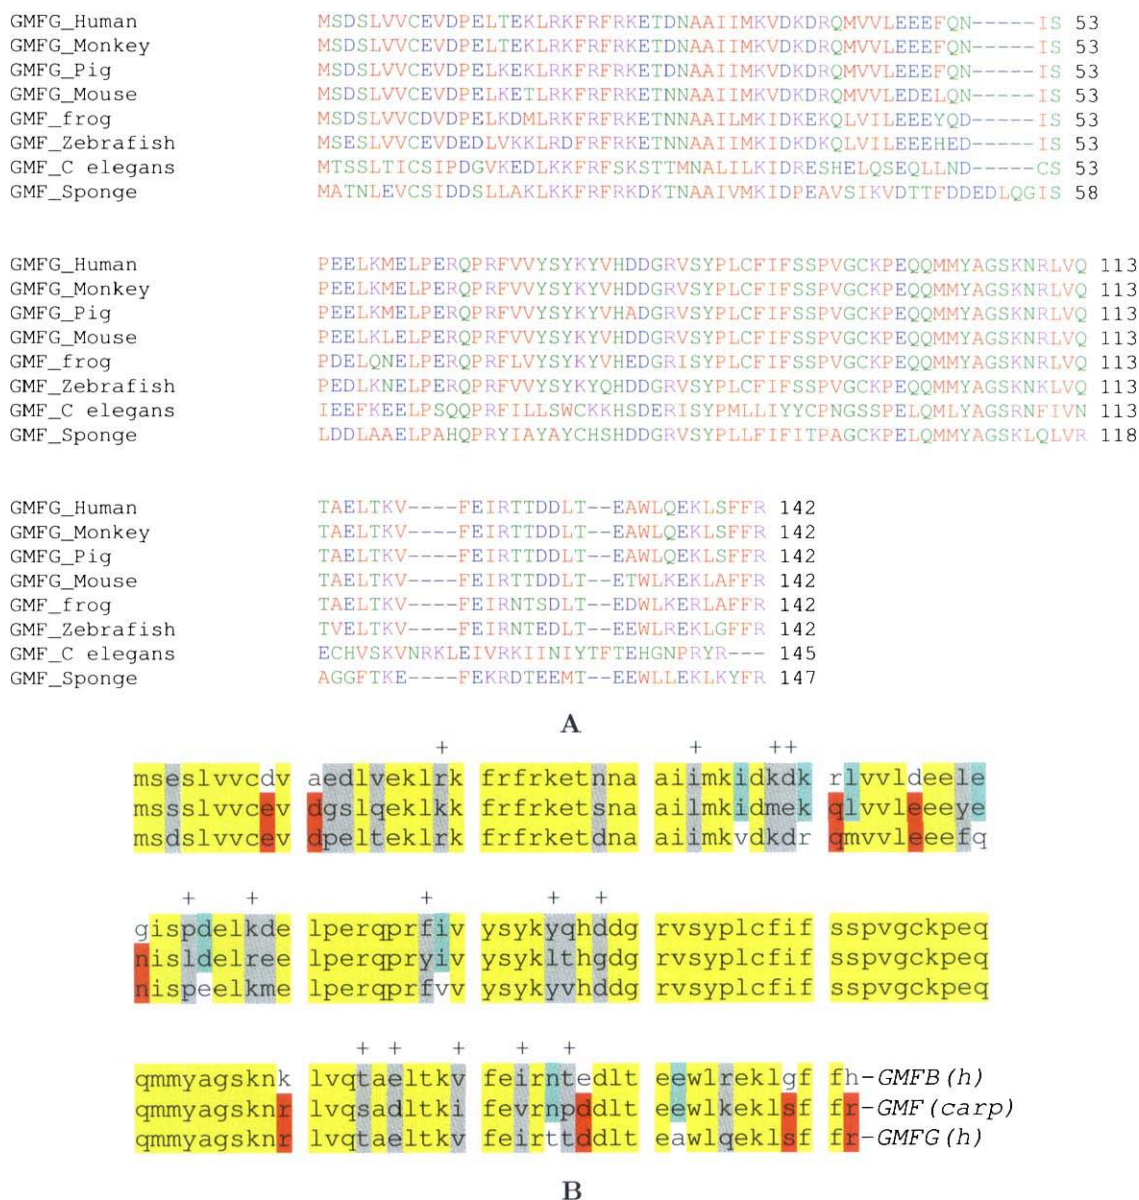 GMFG_Human MSDSLVVCEVDPELTEKLRKFRFRKETDNAAIIMKVDKDRQMVVLEEEFQN-----IS 53
GMFG_Monkey MSDSLVVCEVDPELTEKLRKFRFRKETDNAAIIMKVDKDRQMVVLEEEFQN-----IS 53
GMFG_Pig MSDSLVVCEVDPELKEKLRKFRFRKETDNAAIIMKVDKDRQMVVLEEEFQN-----IS 53
GMFG_Mouse MSDSLVVCEVDPELKETLRKFRFRKETNNAAIIMKVDKDRQMVVLEDELQN-----IS 53
GMF_frog MSDSLVVCDVDPELKDMLRKFRFRKETNNAAILMKIDKEKQLVILEEEYQD-----IS 53
GMF_Zebrafish MSESLVVCDVDEDLVKKLRDFRFRKETNNAAIIMKIDKDKQLVILEEEHED-----IS 53
GMF_C elegans MTSSLTICSIPDGVKEDLKKFRFSKSTTMNALILKIDRESHELQSEQLLND-----CS 53
GMF_Sponge MATNLEVCSIDDSLLAKLKKFRFRKDKTNAAIVMKIDPEAVSIKVDTTFDDEDLQGIS 58
GMFG_Human PEELKMELPERQPRFVVYSYKYVHDDGRVSYPLCFIFSSPVGCKPEQQMMYAGSKNRLVQ 113
GMFG_Monkey PEELKMELPERQPRFVVYSYKYVHDDGRVSYPLCFIFSSPVGCKPEQQMMYAGSKNRLVQ 113
GMFG_Pig PEELKMELPERQPRFVVYSYKYVHADGRVSYPLCFIFSSPVGCKPEQQMMYAGSKNRLVQ 113
GMFG_Mouse PEELKLELPERQPRFVVYSYKYVHDDGRVSYPLCFIFSSPVGCKPEQQMMYAGSKNRLVQ 113
GMF_frog PDELQNELPERQPRFLVYSYKYVHEDGRISYPLCFIFSSPVGCKPEQQMMYAGSKNRLVQ 113
GMF_Zebrafish PEDLKNELPERQPRFVVYSYKYQHDDGRVSYPLCFIFSSPVGCKPEQQMMYAGSKNKLVQ 113
GMF_C elegans IEEFKEELPSQQPRFILLSWCKKHSDERISYPMLLIYYCPNGSSPELQMLYAGSRNFIVN 113
GMF_Sponge LDDLAAELPAHQPRYIAYAYCHSHDDGRVSYPLLFIFITPAGCKPELQMMYAGSKLQLVR 118
GMFG_Human TAELTKV----FEIRTTDDLT--EAWLQEKLSFFR 142
GMFG_Monkey TAELTKV----FEIRTTDDLT--EAWLQEKLSFFR 142
GMFG_Pig TAELTKV----FEIRTTDDLT--EAWLQEKLSFFR 142
GMFG_Mouse TAELTKV----FEIRTTDDLT--ETWLKEKLAFFR 142
GMF_frog TAELTKV----FEIRNTSDLT--EDWLKERLAFFR 142
GMF_Zebrafish TVELTKV----FEIRNTEDLT--EEWLREKLGFFR 142
GMF_C elegans ECHVSKVNRKLEIVRKIINIYTFTEHGNPRYR--- 145
GMF_Sponge AGGFTKE----FEKRDTEEMT--EEWLLEKLKYFR 147
A
+ + ++
mseslvvcdv aedlveklrk frfrketnna aiimkidkdk rlvvldeele
mssslvvcev dgslqeklkk frfrketsna ailmkidmek qlvvleeeye
msdslvvcev dpelteklrk frfrketdna aiimkvdkdr qmvvleeefq
+ + + + +
gispdelkde lperqprfiv ysykyqhddg rvsyplcfif sspvgckpeq
nisldelree lperqpryiv ysyklthgdg rvsyplcfif sspvgckpeq
nispeelkme lperqprfvv ysykyvhddg rvsyplcfif sspvgckpeq
+ + + + +
qmmyagsknk lvqtaeltkv feirntedlt eewlreklgf fh-GMFB(h)
qmmyagsknr lvqsadltki fevrnpddlt eewlkeklsf fr-GMF(carp)
qmmyagsknr lvqtaeltkv feirttddlt eawlqeklsf fr-GMFG(h)
B